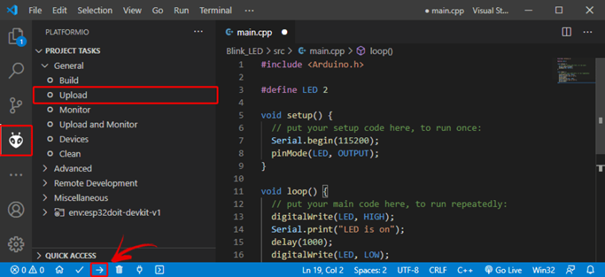 File Edit Selection View Go Run Terminal ... ● main.cpp - Visual St...
PLATFORMIO ...
PROJECT TASKS
General
Build
Upload
Monitor
Upload and Monitor
Devices
Clean
Advanced
Remote Development
Miscellaneous
env:esp32doit-devkit-v1
QUICK ACCESS
1
main.cpp ●
Blink_LED > src > main.cpp > loop()
1 #include <Arduino.h>
2
3 #define LED 2
4
5 void setup() {
6 // put your setup code here, to run once:
7 Serial.begin(115200);
8 pinMode(LED, OUTPUT);
9 }
10
11 void loop() {
12 // put your main code here, to run repeatedly:
13 digitalWrite(LED, HIGH);
14 Serial.print("LED is on");
15 delay(1000);
16 digitalWrite(LED, LOW);
0 0 Ln 19, Col 2 Spaces: 2 UTF-8 CRLF C++ Go Live Win32